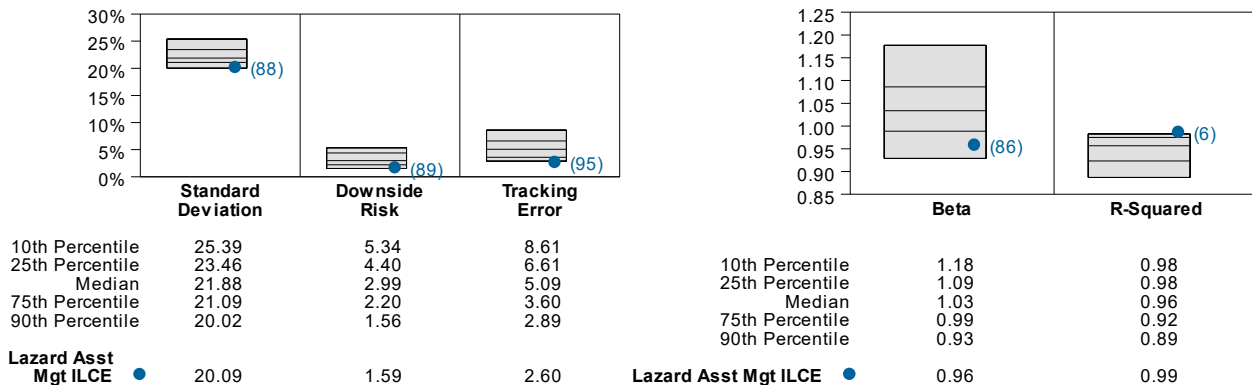 30%
25%
20%
15%
10%
5%
0%
(88)
(89)
(95)
Standard Deviation
Downside Risk
Tracking Error
10th Percentile 25.39 5.34 8.61
25th Percentile 23.46 4.40 6.61
Median 21.88 2.99 5.09
75th Percentile 21.09 2.20 3.60
90th Percentile 20.02 1.56 2.89
Lazard Asst
Mgt ILCE 20.09 1.59 2.60
1.25
1.20
1.15
1.10
1.05
1.00
0.95
0.90
0.85
(86)
(6)
Beta R-Squared
10th Percentile 1.18 0.98
25th Percentile 1.09 0.98
Median 1.03 0.96
75th Percentile 0.99 0.92
90th Percentile 0.93 0.89
Lazard Asst Mgt ILCE 0.96 0.99